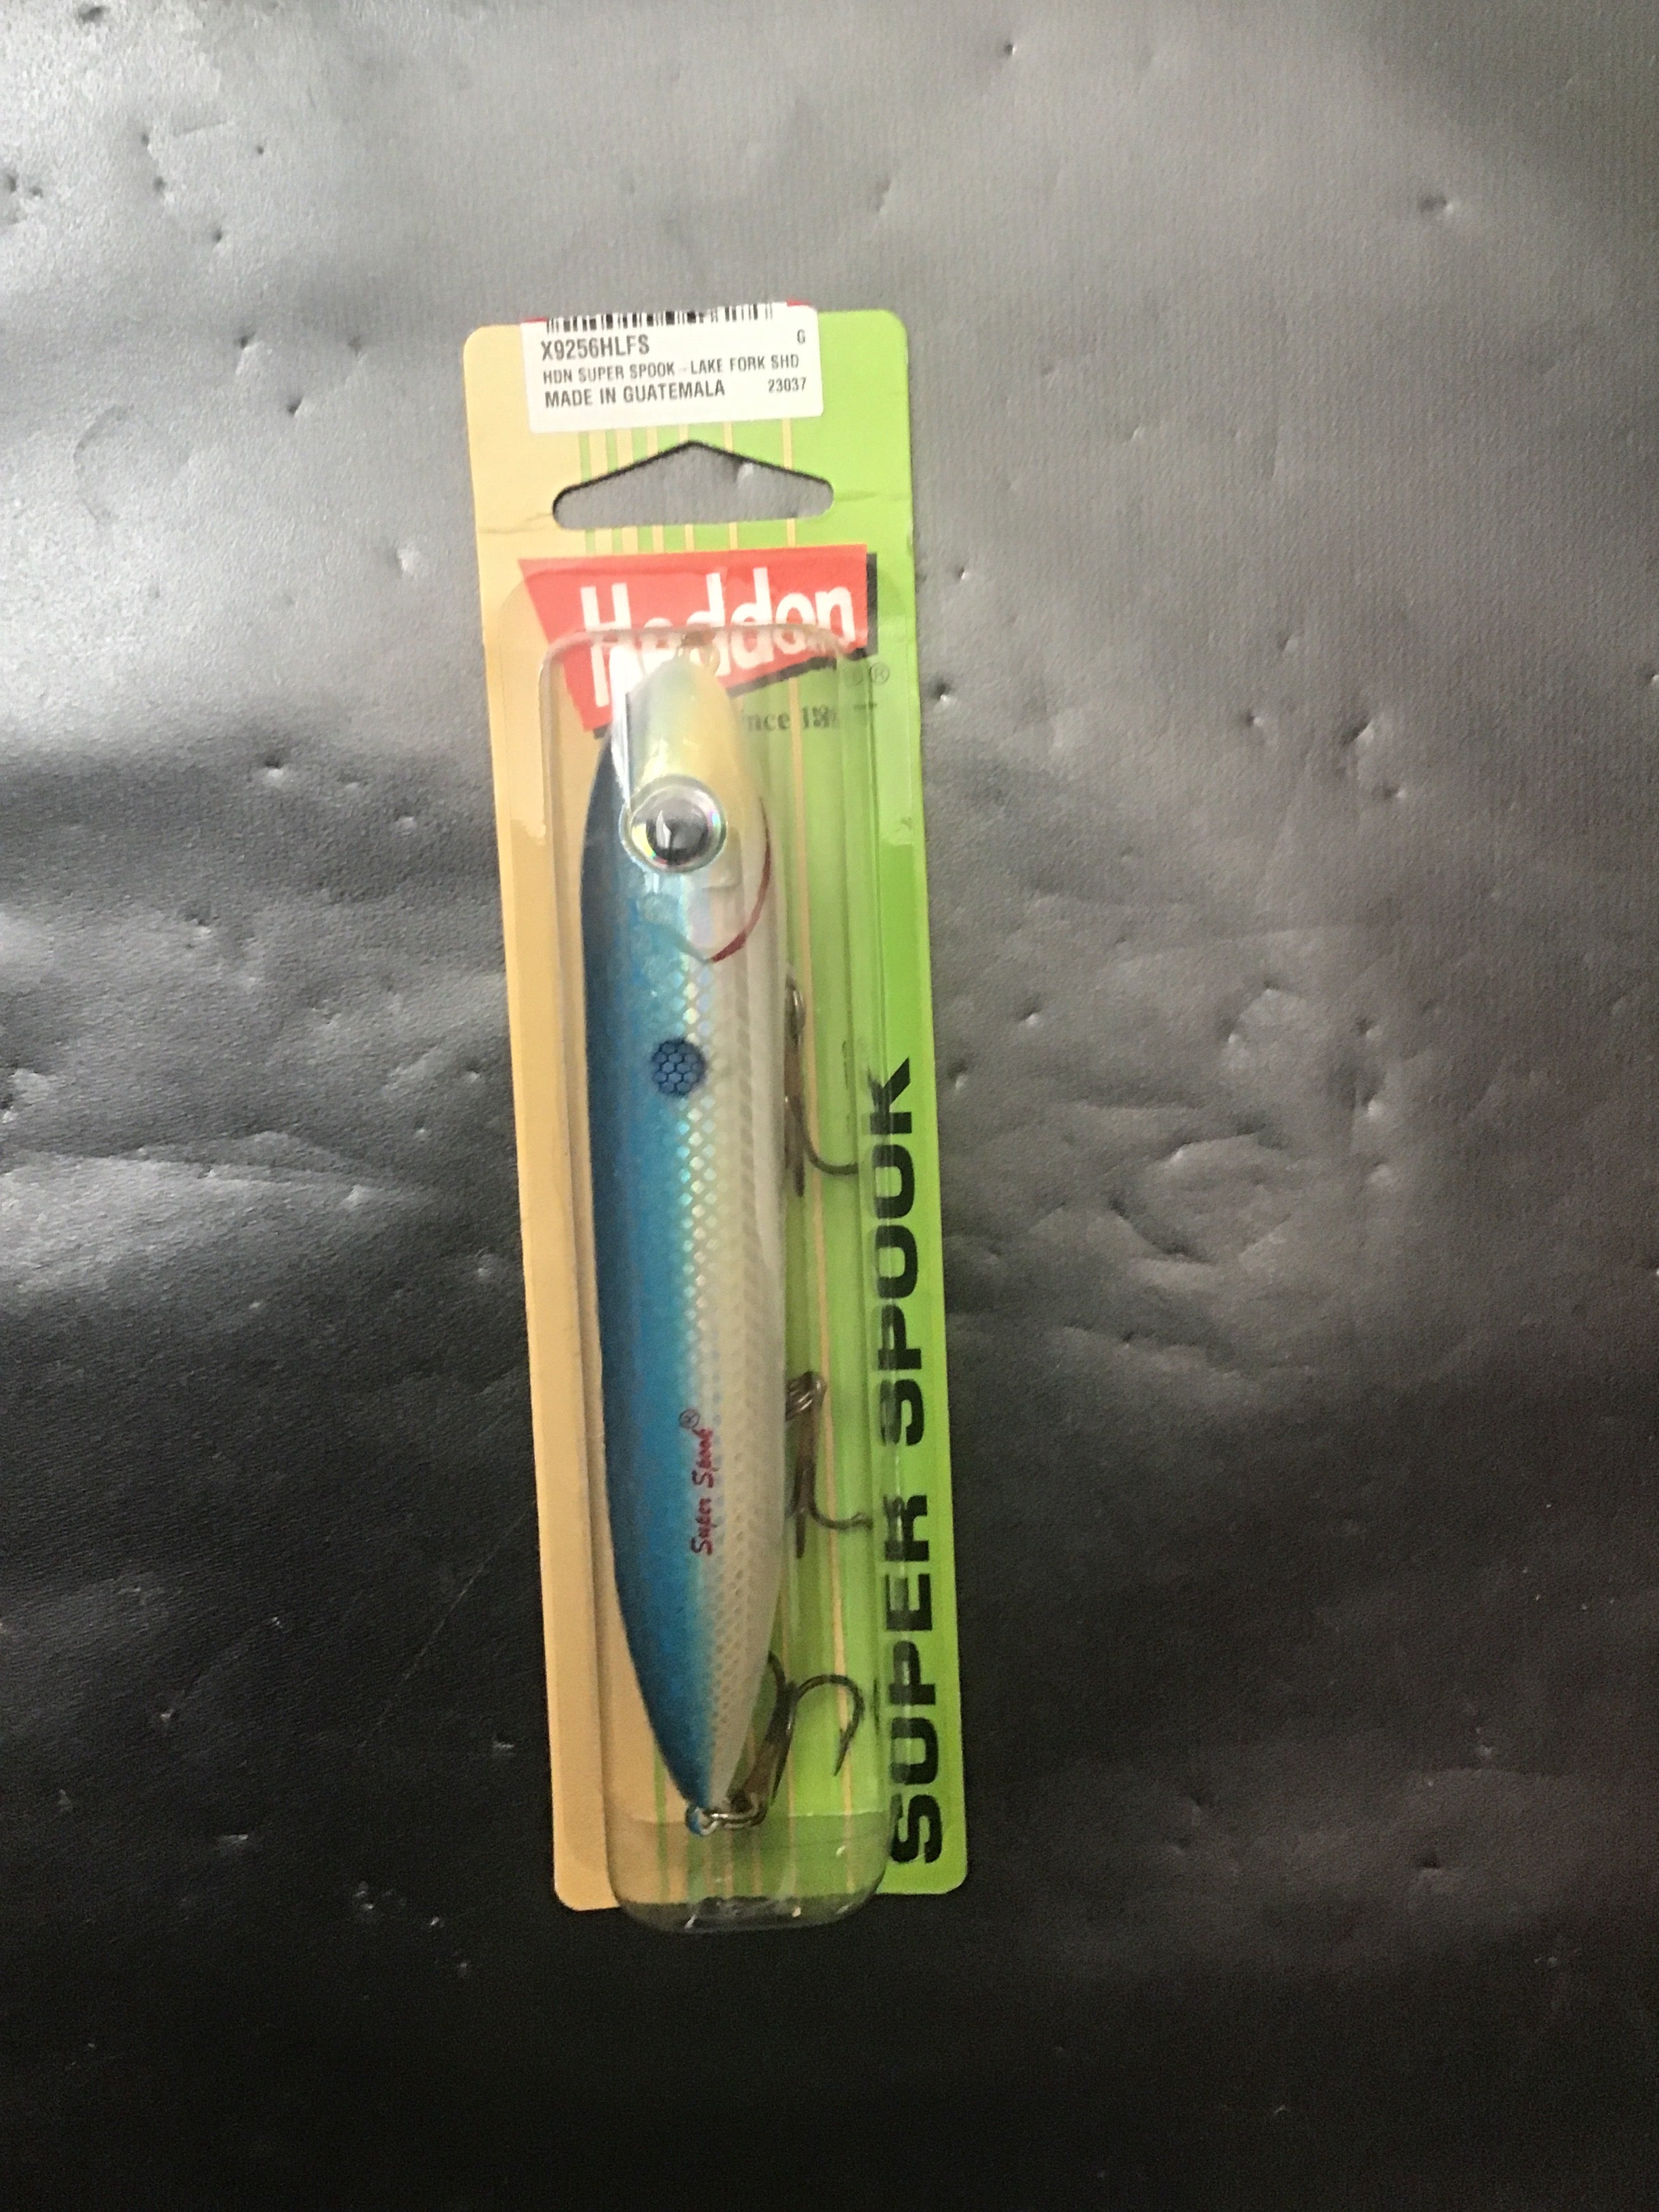 X9256HLFS G
HDN SUPER SPOOK - LAKE FORK SHD
MADE IN GUATEMALA 23037
Heddon
®
Super Spook®
SUPER SPOOK